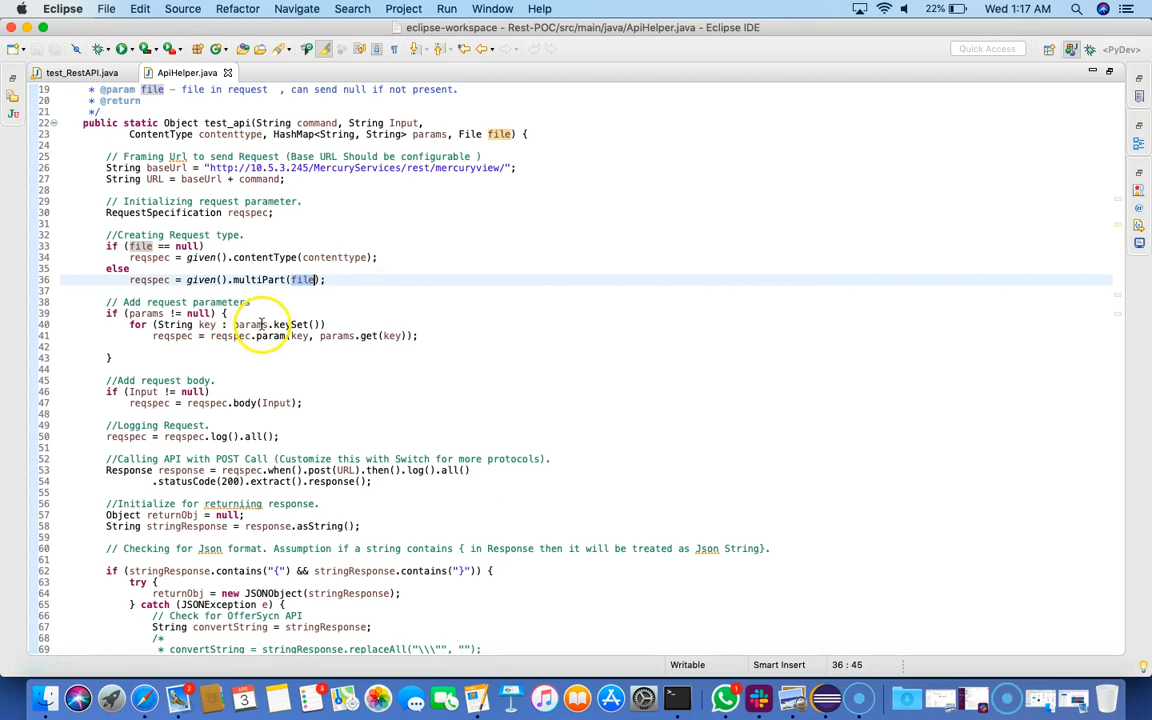 Eclipse File Edit Source Refactor Navigate Search Project Run Window Help 22% Wed 1:17 AM
eclipse-workspace - Rest-POC/src/main/java/ApiHelper.java - Eclipse IDE
Quick Access <PyDev>
test_RestAPI.java ApiHelper.java
19 * @param file - file in request , can send null if not present.
20 * @return
21 */
22 public static Object test_api(String command, String Input,
23 ContentType contenttype, HashMap<String, String> params, File file) {
24
25 // Framing Url to send Request (Base URL Should be configurable )
26 String baseUrl = "http://10.5.3.245/MercuryServices/rest/mercuryview/";
27 String URL = baseUrl + command;
28
29 // Initializing request parameter.
30 RequestSpecification reqspec;
31
32 //Creating Request type.
33 if (file == null)
34 reqspec = given().contentType(contenttype);
35 else
36 reqspec = given().multiPart(file);
37
38 // Add request parameters
39 if (params != null) {
40 for (String key : params.keySet())
41 reqspec = reqspec.param(key, params.get(key));
42
43 }
44
45 //Add request body.
46 if (Input != null)
47 reqspec = reqspec.body(Input);
48
49 //Logging Request.
50 reqspec = reqspec.log().all();
51
52 //Calling API with POST Call (Customize this with Switch for more protocols).
53 Response response = reqspec.when().post(URL).then().log().all()
54 .statusCode(200).extract().response();
55
56 //Initialize for returniing response.
57 Object returnObj = null;
58 String stringResponse = response.asString();
59
60 // Checking for Json format. Assumption if a string contains { in Response then it will be treated as Json String}.
61
62 if (stringResponse.contains("{") && stringResponse.contains("}")) {
63 try {
64 returnObj = new JSONObject(stringResponse);
65 } catch (JSONException e) {
66 // Check for OfferSycn API
67 String convertString = stringResponse;
68 /*
69 * convertString = stringResponse.replaceAll("\\\"", "");
Writable Smart Insert 36 : 45